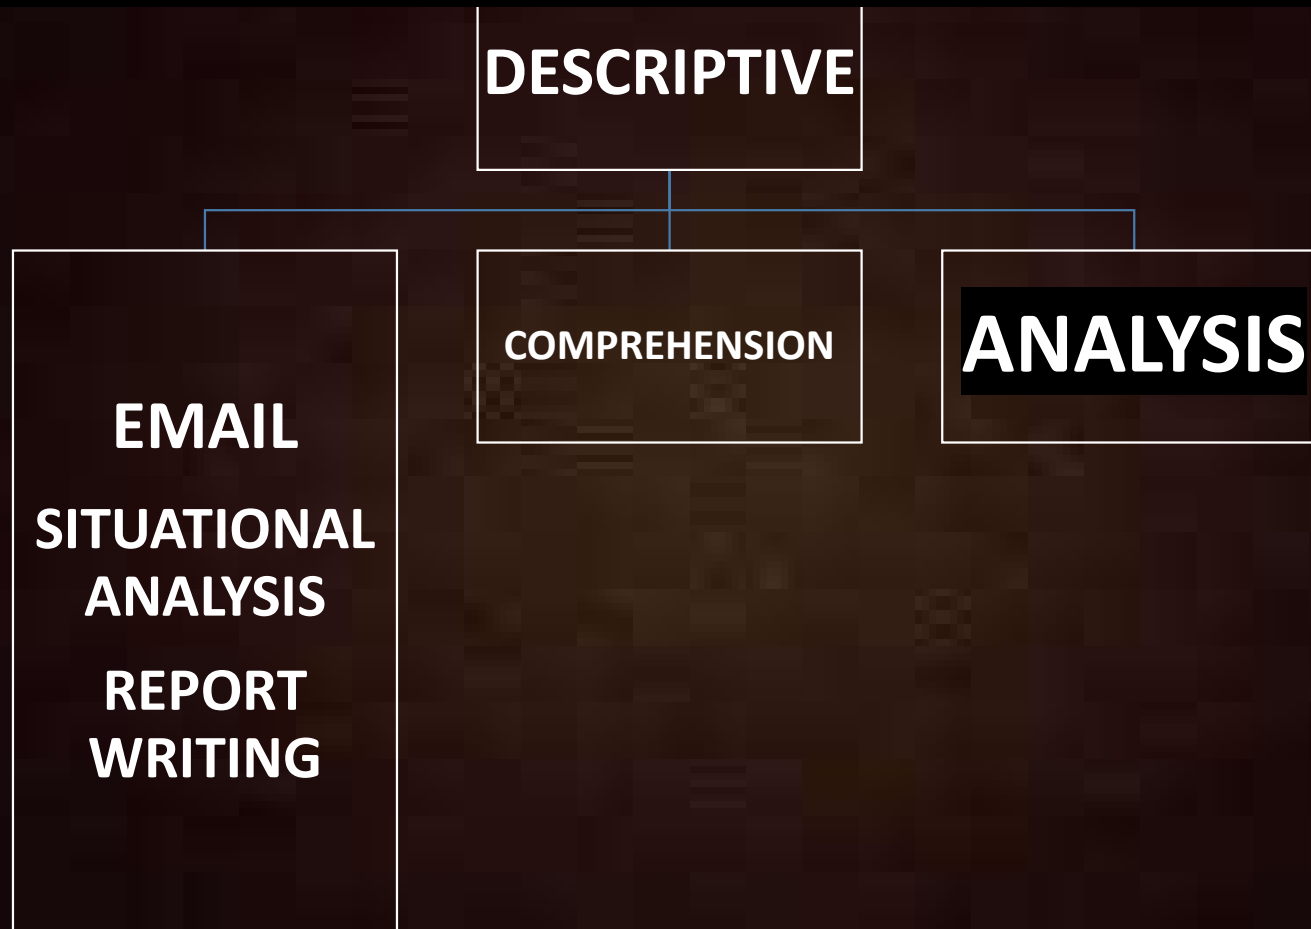 DESCRIPTIVE
EMAIL
SITUATIONAL
ANALYSIS
REPORT
WRITING
COMPREHENSION
ANALYSIS